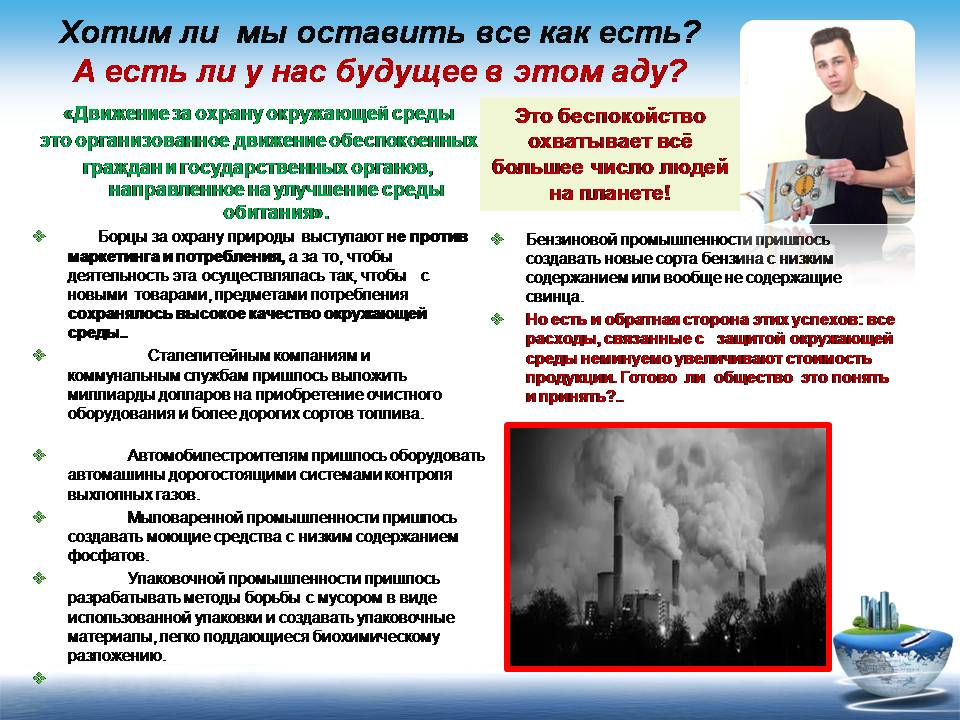 Хотим ли мы оставить все как есть?
А есть ли у нас будущее в этом аду?
«Движение за охрану окружающей среды
это организованное движение обеспокоенных
граждан и государственных органов,
направленное на улучшение среды
обитания».
Борцы за охрану природы выступают не против
маркетинга и потребления, а за то, чтобы
деятельность эта осуществлялась так, чтобы с
новыми товарами, предметами потребления
сохранялось высокое качество окружающей
среды…
Сталелитейным компаниям и
коммунальным службам пришлось выложить
миллиарды долларов на приобретение очистного
оборудования и более дорогих сортов топлива.
Автомобилестроителям пришлось оборудовать
автомашины дорогостоящими системами контроля
выхлопных газов.
Мыловаренной промышленности пришлось
создавать моющие средства с низким содержанием
фосфатов.
Упаковочной промышленности пришлось
разрабатывать методы борьбы с мусором в виде
использованной упаковки и создавать упаковочные
материалы, легко поддающиеся биохимическому
разложению.
Это беспокойство
охватывает всё
большее число людей
на планете!
Бензиновой промышленности пришлось
создавать новые сорта бензина с низким
содержанием или вообще не содержащие
свинца.
Но есть и обратная сторона этих успехов: все
расходы, связанные с защитой окружающей
среды неминуемо увеличивают стоимость
продукции. Готово ли общество это понять
и принять?..